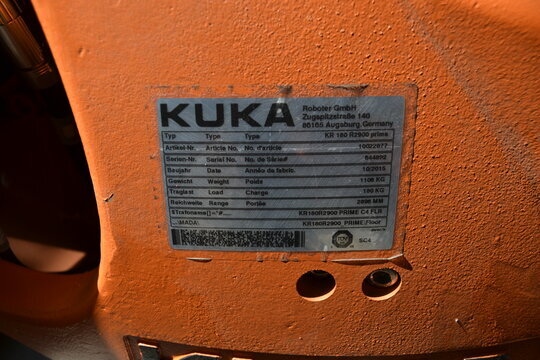 KUKA
Roboter GmbH
Zugspitzstraße 140
86165 Augsburg, Germany
Typ Type Type KR 180 R2900 prime
Artikel-Nr. Article No. No. d'article 10022077
Serien-Nr. Serial No. No. de Série# 844892
Baujahr Date Année de fabric. 10/2015
Gewicht Weight Poids 1106 KG
Traglast Load Charge 180 KG
Reichweite Range Portée 2896 MM
$Trafoname[]="#..... KR180R2900 PRIME C4 FLR
...\MADA\ KR180R2900_PRIME/Floor
SC4